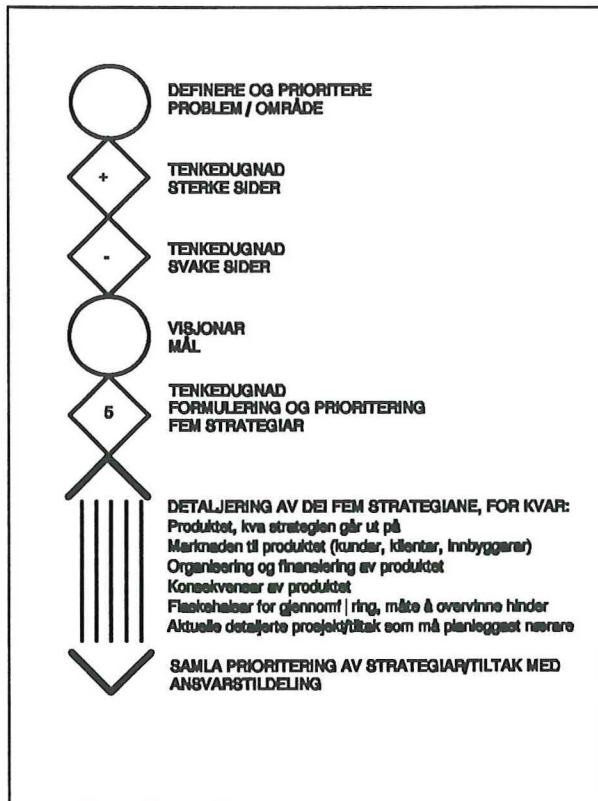 DEFINERE OG PRIORITERE
PROBLEM / OMRÅDE
+
TENKEDUGNAD
STERKE SIDER
-
TENKEDUGNAD
SVAKE SIDER
VISJONAR
MÅL
5
TENKEDUGNAD
FORMULERING OG PRIORITERING
FEM STRATEGIAR
DETALJERING AV DEI FEM STRATEGIANE, FOR KVAR:
Produktet, kva strategien går ut på
Marknaden til produktet (kundar, klientar, innbyggarar)
Organisering og finansiering av produktet
Konsekvensar av produktet
Flaskehalsar for gjennomf | ring, måte å overvinne hinder
Aktuelle detaljerte prosjekt/tiltak som må planleggast nærare
SAMLA PRIORITERING AV STRATEGIAR/TILTAK MED
ANSVARSTILDELING